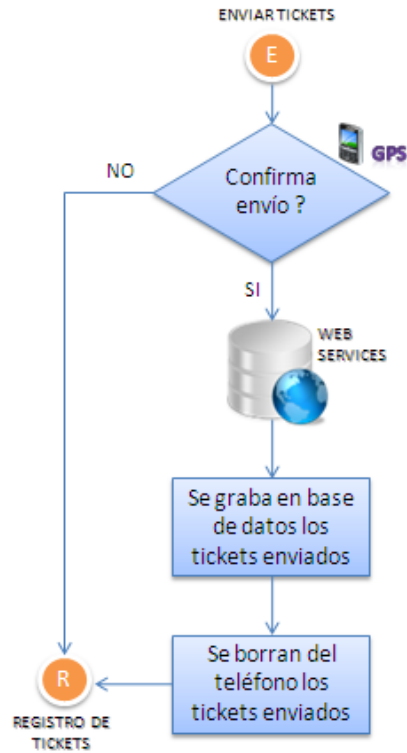 ENVIAR TICKETS
E
GPS
NO
Confirma
envío ?
SI
WEB
SERVICES
Se graba en base
de datos los
tickets enviados
Se borran del
teléfono los
tickets enviados
R
REGISTRO DE
TICKETS